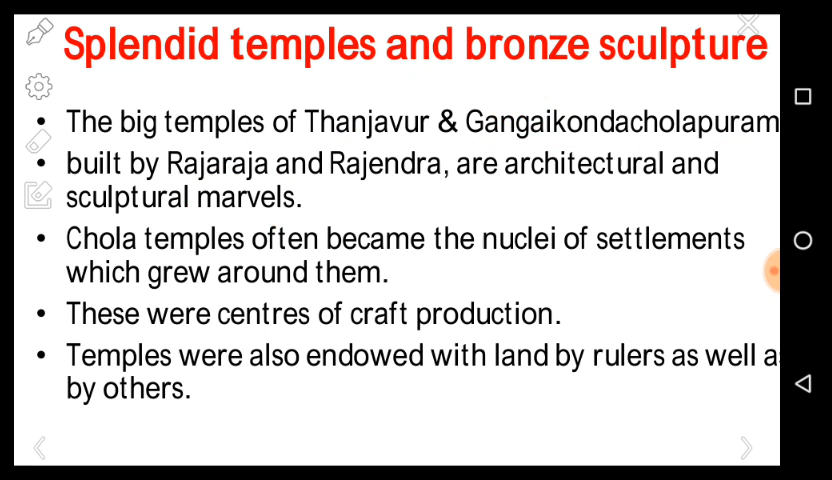 Splendid temples and bronze sculpture
• The big temples of Thanjavur & Gangaikondacholapuram
• built by Rajaraja and Rajendra, are architectural and
sculptural marvels.
• Chola temples often became the nuclei of settlements
which grew around them.
• These were centres of craft production.
• Temples were also endowed with land by rulers as well a
by others.